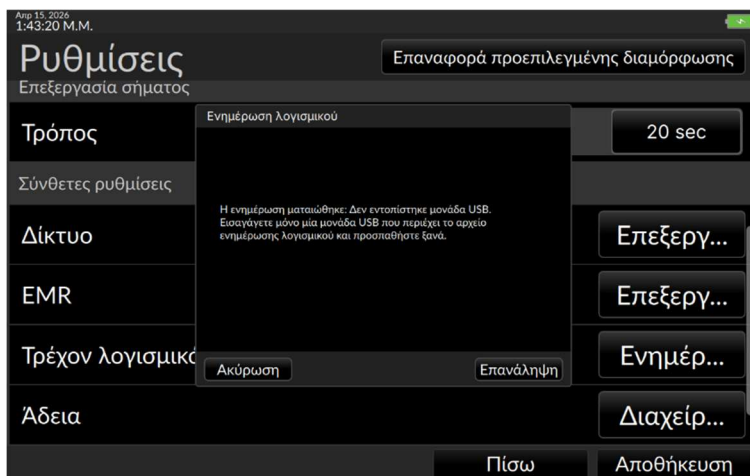 Απρ 15, 2026
1:43:20 Μ.Μ.
Ρυθμίσεις
Επαναφορά προεπιλεγμένης διαμόρφωσης
Επεξεργασία σήματος
Τρόπος
20 sec
Σύνθετες ρυθμίσεις
Δίκτυο
Επεξεργ...
EMR
Επεξεργ...
Τρέχον λογισμικό
Ενημέρ...
Άδεια
Διαχείρ...
Ενημέρωση λογισμικού
Η ενημέρωση ματαιώθηκε: Δεν εντοπίστηκε μονάδα USB.
Εισαγάγετε μόνο μία μονάδα USB που περιέχει το αρχείο
ενημέρωσης λογισμικού και προσπαθήστε ξανά.
Ακύρωση
Επανάληψη
Πίσω
Αποθήκευση